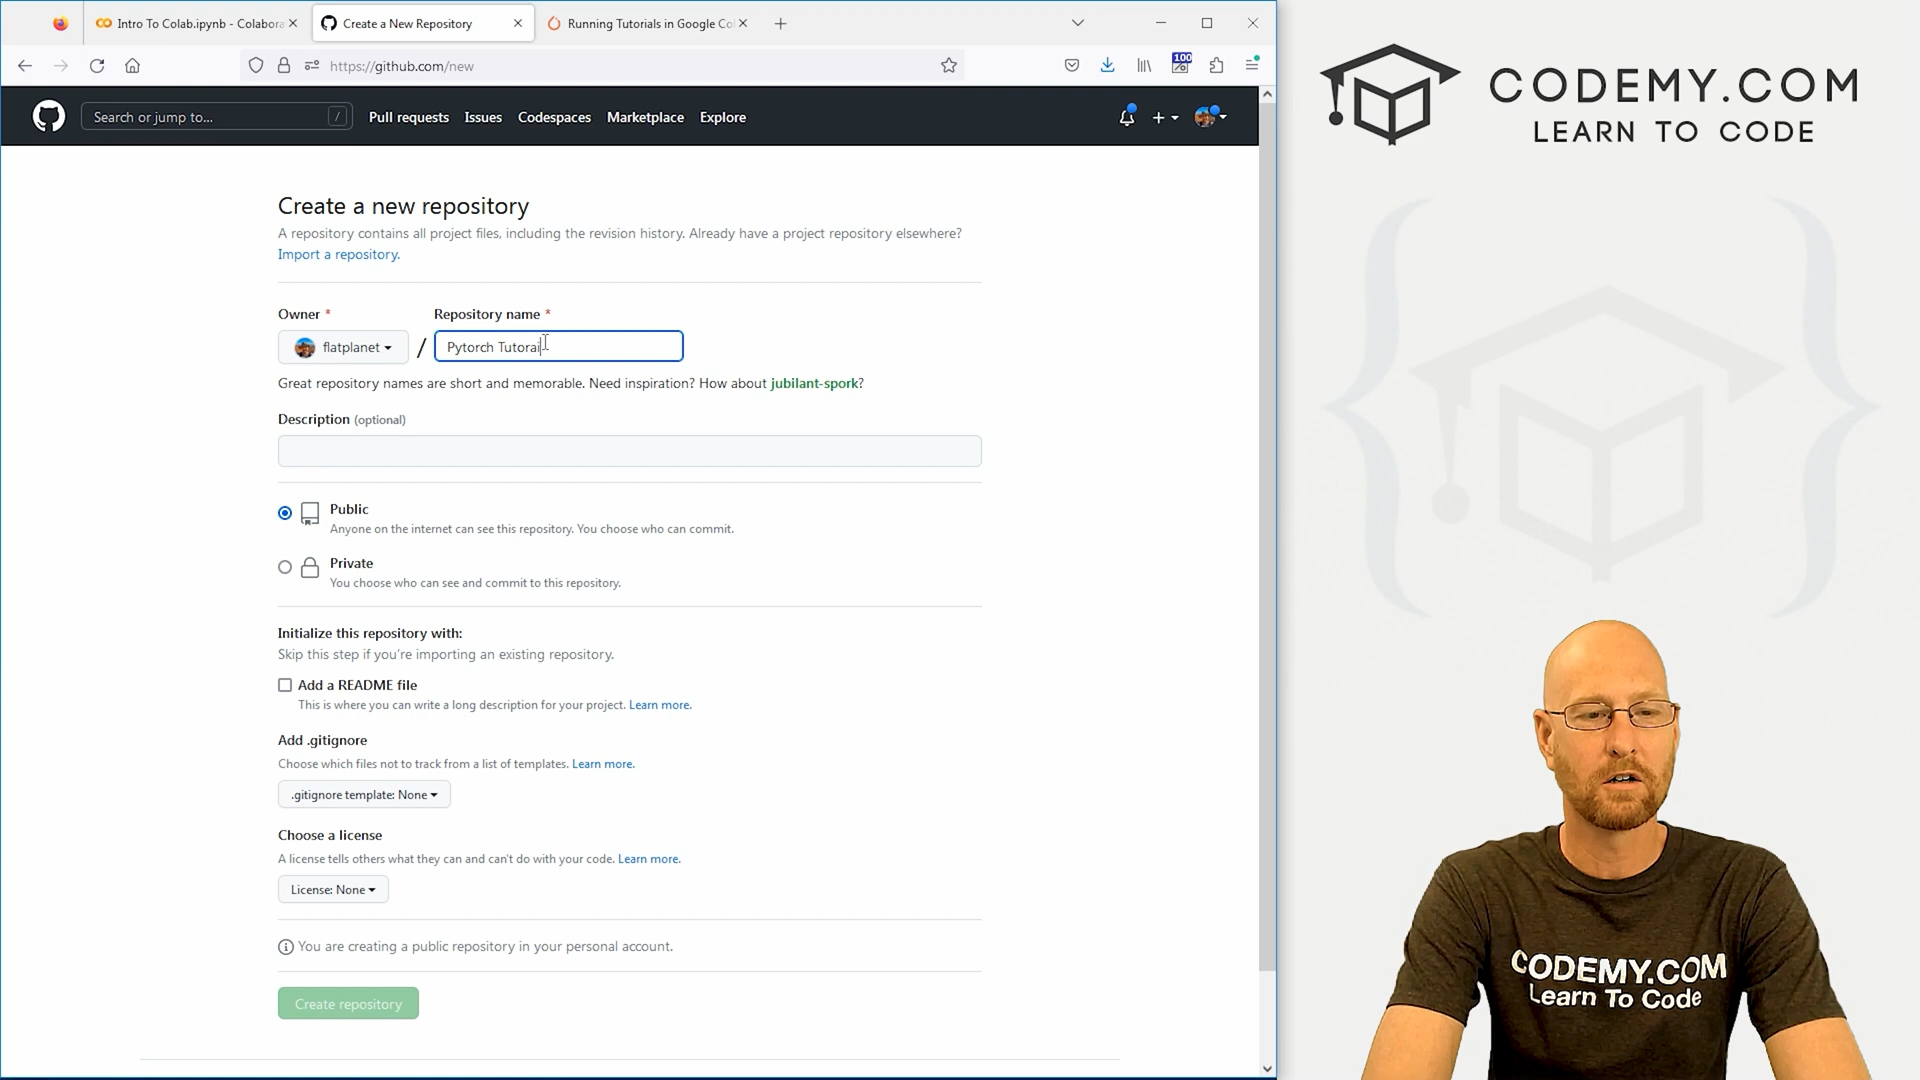 Intro To Colab.ipynb - Colabora
Create a New Repository
Running Tutorials in Google Col
https://github.com/new
100
%
Search or jump to...
/
Pull requests
Issues
Codespaces
Marketplace
Explore
CODEMY.COM
LEARN TO CODE
Create a new repository
A repository contains all project files, including the revision history. Already have a project repository elsewhere?
Import a repository.
Owner *
Repository name *
flatplanet
/
Pytorch Tutorai
Great repository names are short and memorable. Need inspiration? How about jubilant-spork?
Description (optional)
Public
Anyone on the internet can see this repository. You choose who can commit.
Private
You choose who can see and commit to this repository.
Initialize this repository with:
Skip this step if you're importing an existing repository.
Add a README file
This is where you can write a long description for your project. Learn more.
Add .gitignore
Choose which files not to track from a list of templates. Learn more.
.gitignore template: None
Choose a license
A license tells others what they can and can't do with your code. Learn more.
License: None
You are creating a public repository in your personal account.
Create repository
CODEMY.COM
Learn To Code